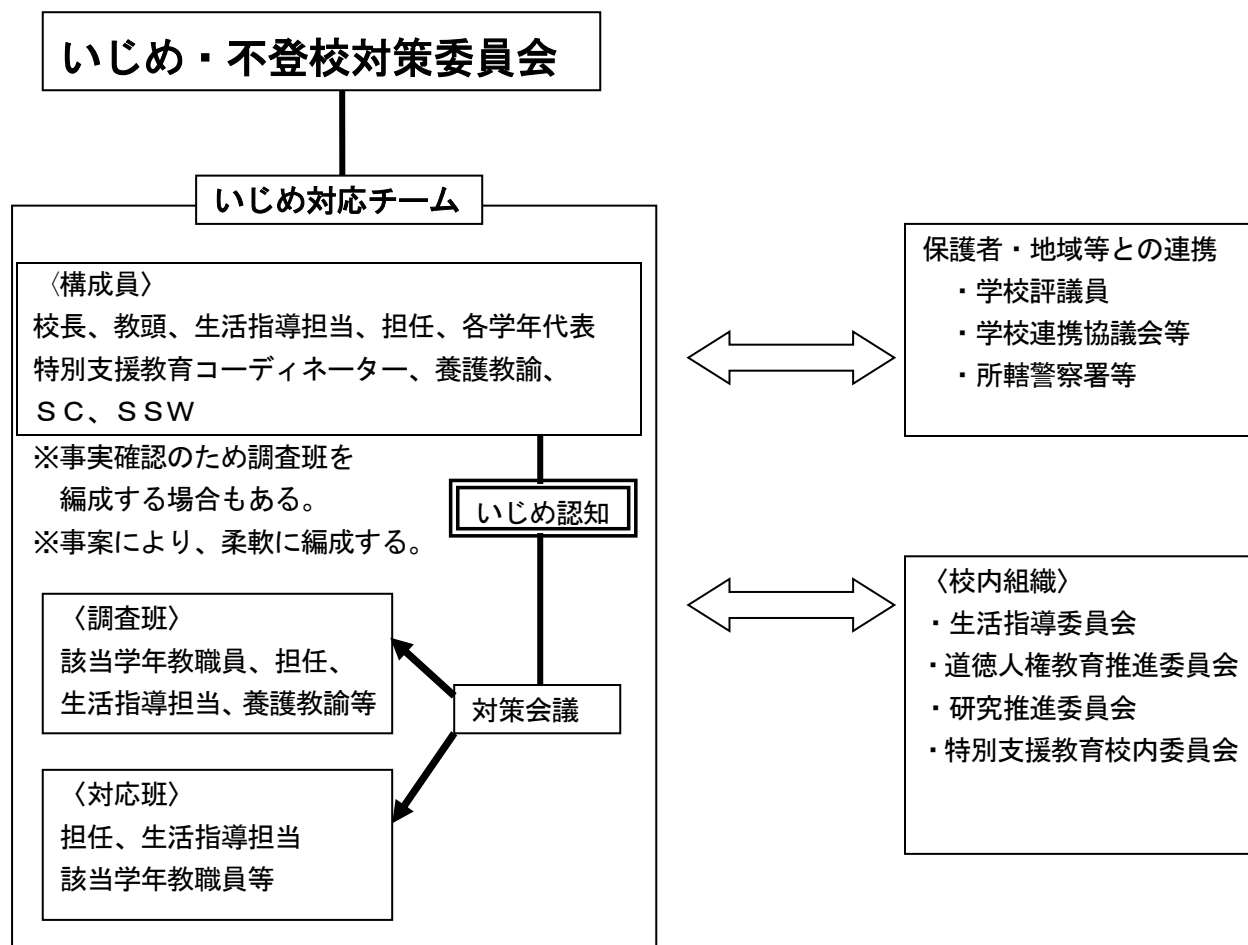 いじめ・不登校対策委員会
いじめ対応チーム
〈構成員〉
校長、教頭、生活指導担当、担任、各学年代表
特別支援教育コーディネーター、養護教諭、
ＳＣ、ＳＳＷ
※事実確認のため調査班を
編成する場合もある。
※事案により、柔軟に編成する。
いじめ認知
〈調査班〉
該当学年教職員、担任、
生活指導担当、養護教諭等
対策会議
〈対応班〉
担任、生活指導担当
該当学年教職員等
保護者・地域等との連携
・学校評議員
・学校連携協議会等
・所轄警察署等
〈校内組織〉
・生活指導委員会
・道徳人権教育推進委員会
・研究推進委員会
・特別支援教育校内委員会